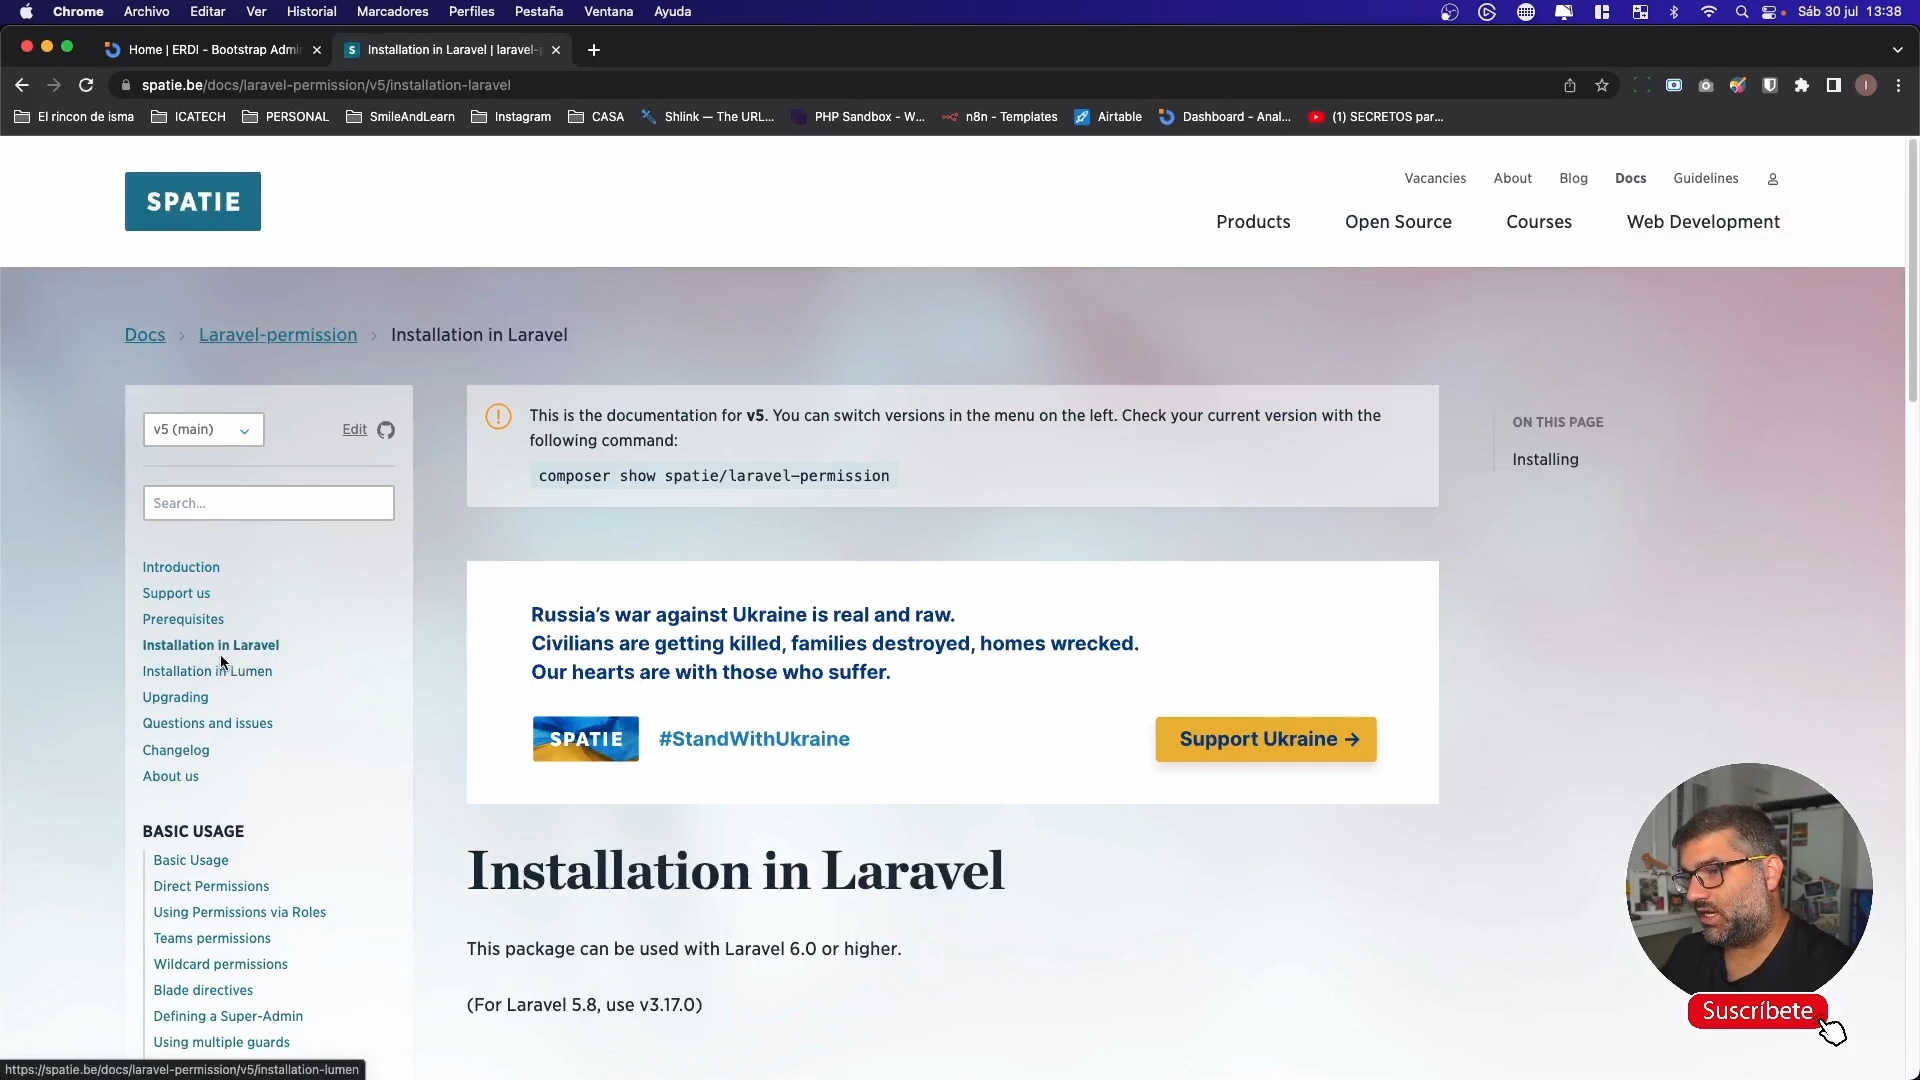 Chrome Archivo Editar Ver Historial Marcadores Perfiles Pestaña Ventana Ayuda Sáb 30 jul 13:38
Home | ERDI - Bootstrap Admi Installation in Laravel | laravel-
spatie.be/docs/laravel-permission/v5/installation-laravel
El rincon de isma ICATECH PERSONAL SmileAndLearn Instagram CASA Shlink — The URL... PHP Sandbox - W... n8n - Templates Airtable Dashboard - Anal... (1) SECRETOS par...
SPATIE
Vacancies About Blog Docs Guidelines
Products Open Source Courses Web Development
Docs > Laravel-permission > Installation in Laravel
v5 (main) Edit
Search...
Introduction
Support us
Prerequisites
Installation in Laravel
Installation in Lumen
Upgrading
Questions and issues
Changelog
About us
BASIC USAGE
Basic Usage
Direct Permissions
Using Permissions via Roles
Teams permissions
Wildcard permissions
Blade directives
Defining a Super-Admin
Using multiple guards
This is the documentation for v5. You can switch versions in the menu on the left. Check your current version with the
following command:
composer show spatie/laravel-permission
Russia’s war against Ukraine is real and raw.
Civilians are getting killed, families destroyed, homes wrecked.
Our hearts are with those who suffer.
SPATIE #StandWithUkraine Support Ukraine →
Installation in Laravel
This package can be used with Laravel 6.0 or higher.
(For Laravel 5.8, use v3.17.0)
ON THIS PAGE
Installing
Suscríbete
https://spatie.be/docs/laravel-permission/v5/installation-lumen